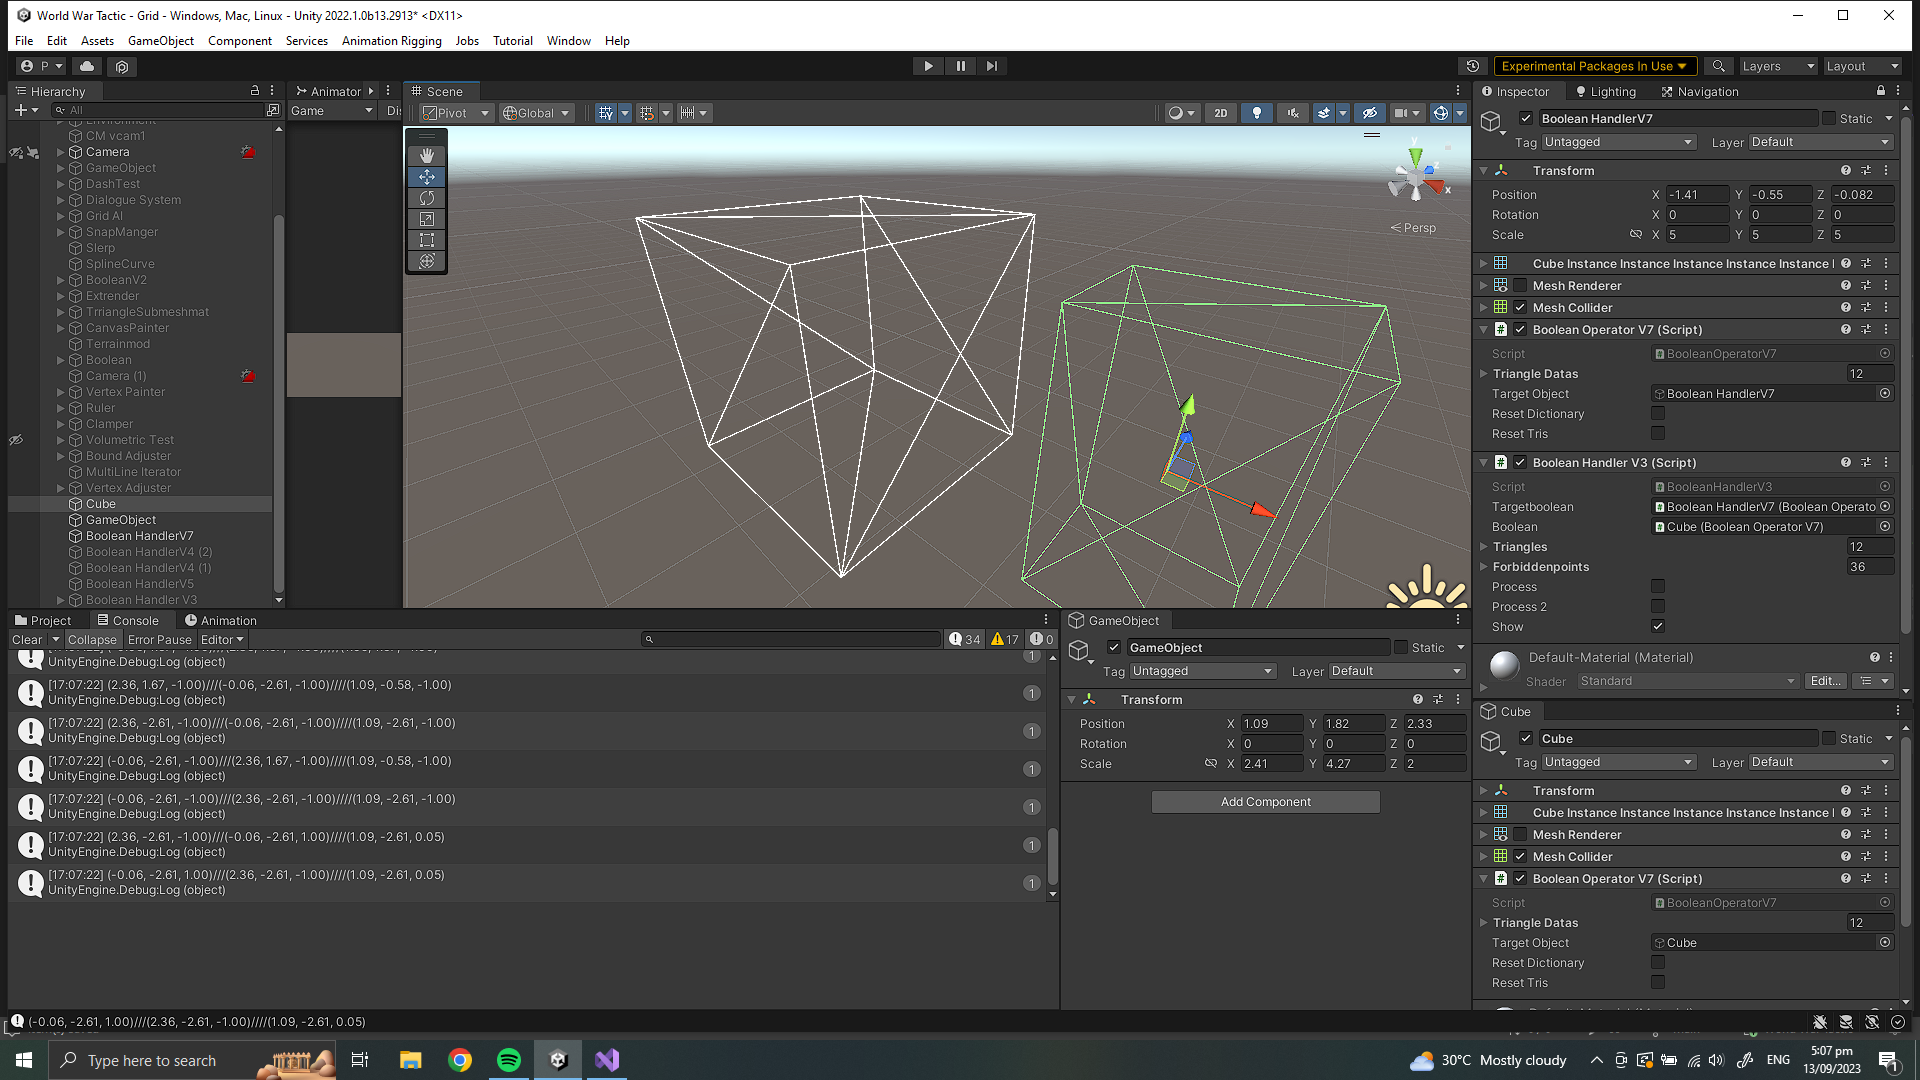 World War Tactic - Grid - Windows, Mac, Linux - Unity 2022.1.0b13.2913* <DX11>
File Edit Assets GameObject Component Services Animation Rigging Jobs Tutorial Window Help
P Experimental Packages In Use Layers Layout
Hierarchy
All
Environment
CM vcam1
Camera
GameObject
DashTest
Dialogue System
Grid AI
SnapManger
Slerp
SplineCurve
BooleanV2
Extrender
TrriangleSubmeshmat
CanvasPainter
Terrainmod
Boolean
Camera (1)
Vertex Painter
Ruler
Clamper
Volumetric Test
Bound Adjuster
MultiLine Iterator
Vertex Adjuster
Cube
GameObject
Boolean HandlerV7
Boolean HandlerV4 (2)
Boolean HandlerV4 (1)
Boolean HandlerV5
Boolean Handler V3
Animator
Game Dis
Scene
Pivot Global 2D
y
z
x
Persp
Inspector Lighting Navigation
Boolean HandlerV7 Static
Tag Untagged Layer Default
Transform
Position X -1.41 Y -0.55 Z -0.082
Rotation X 0 Y 0 Z 0
Scale X 5 Y 5 Z 5
Cube Instance Instance Instance Instance Instance
Mesh Renderer
Mesh Collider
Boolean Operator V7 (Script)
Script BooleanOperatorV7
Triangle Datas 12
Target Object Boolean HandlerV7
Reset Dictionary
Reset Tris
Boolean Handler V3 (Script)
Script BooleanHandlerV3
Targetboolean Boolean HandlerV7 (Boolean Operato
Boolean Cube (Boolean Operator V7)
Triangles 12
Forbiddenpoints 36
Process
Process 2
Show
Default-Material (Material)
Shader Standard Edit...
Cube
Cube Static
Tag Untagged Layer Default
Transform
Cube Instance Instance Instance Instance Instance
Mesh Renderer
Mesh Collider
Boolean Operator V7 (Script)
Script BooleanOperatorV7
Triangle Datas 12
Target Object Cube
Reset Dictionary
Reset Tris
Project Console Animation
Clear Collapse Error Pause Editor 34 17 0
UnityEngine.Debug:Log (object) 1
[17:07:22] (2.36, 1.67, -1.00)///(-0.06, -2.61, -1.00)////(1.09, -0.58, -1.00)
UnityEngine.Debug:Log (object) 1
[17:07:22] (2.36, -2.61, -1.00)///(-0.06, -2.61, -1.00)////(1.09, -2.61, -1.00)
UnityEngine.Debug:Log (object) 1
[17:07:22] (-0.06, -2.61, -1.00)///(2.36, 1.67, -1.00)////(1.09, -0.58, -1.00)
UnityEngine.Debug:Log (object) 1
[17:07:22] (-0.06, -2.61, -1.00)///(2.36, -2.61, -1.00)////(1.09, -2.61, -1.00)
UnityEngine.Debug:Log (object) 1
[17:07:22] (2.36, -2.61, -1.00)///(-0.06, -2.61, 1.00)////(1.09, -2.61, 0.05)
UnityEngine.Debug:Log (object) 1
[17:07:22] (-0.06, -2.61, 1.00)///(2.36, -2.61, -1.00)////(1.09, -2.61, 0.05)
UnityEngine.Debug:Log (object) 1
GameObject
GameObject Static
Tag Untagged Layer Default
Transform
Position X 1.09 Y 1.82 Z 2.33
Rotation X 0 Y 0 Z 0
Scale X 2.41 Y 4.27 Z 2
Add Component
(-0.06, -2.61, 1.00)///(2.36, -2.61, -1.00)////(1.09, -2.61, 0.05)
Type here to search
30°C Mostly cloudy ENG 5:07 pm
13/09/2023 1